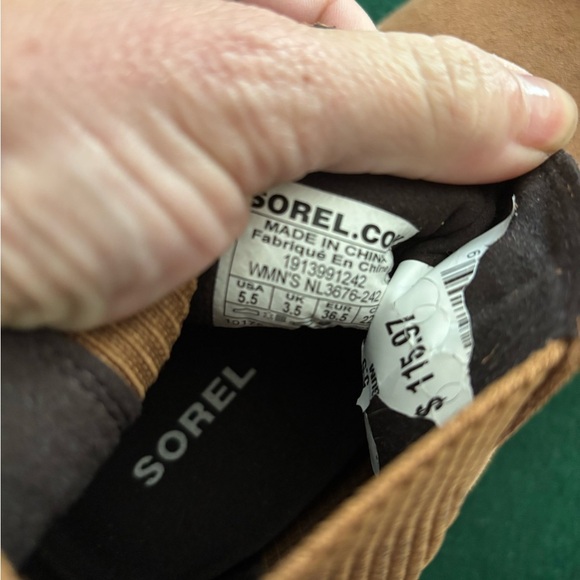 SOREL.CO
MADE IN CHINA
Fabriqué En Chine
1913991242
WMN'S NL3676-242
USA UK EUR
5.5 3.5 36.5
$115.97
SOREL